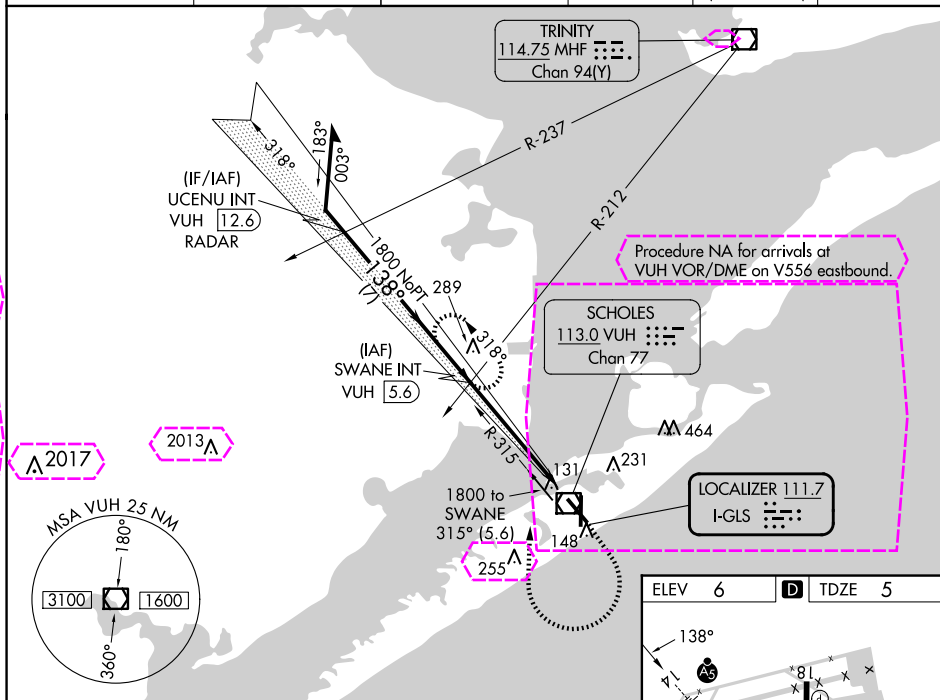 TRINITY
114.75 MHF
Chan 94(Y)
R-237
R-212
318°
183°
003°
(IF/IAF)
UCENU INT
VUH 12.6
RADAR
1800 NoPT
138°
(7)
289
318°
Procedure NA for arrivals at
VUH VOR/DME on V556 eastbound.
SCHOLES
113.0 VUH
Chan 77
(IAF)
SWANE INT
VUH 5.6
R-315
2017
2013
464
231
131
1800 to
SWANE
315° (5.6)
148
255
LOCALIZER 111.7
I-GLS
MSA VUH 25 NM
180°
3100
1600
360°
ELEV 6
D
TDZE 5
138°
14
A5
18
d